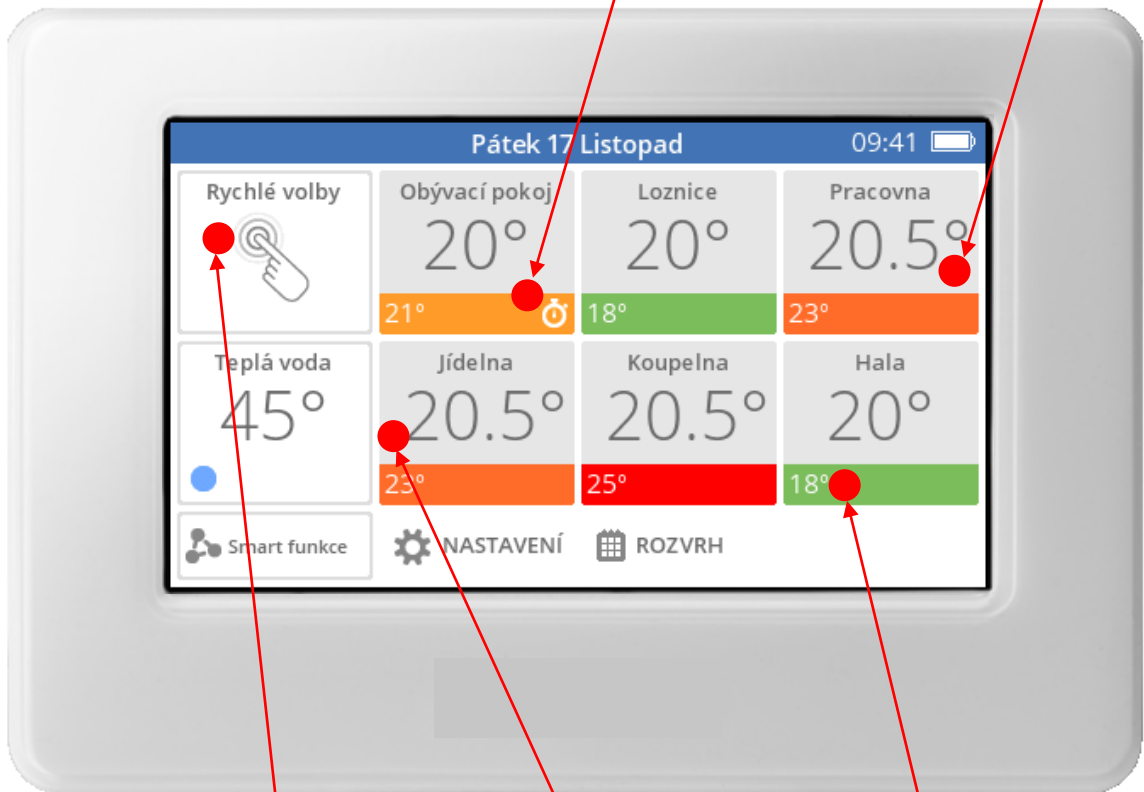 Pátek 17 Listopad
09:41
Rychlé volby
Obývací pokoj
20°
21°
Loznice
20°
18°
Pracovna
20.5°
23°
Teplá voda
45°
Jídelna
20.5°
23°
Koupelna
20.5°
25°
Hala
20°
18°
Smart funkce
NASTAVENÍ
ROZVRH